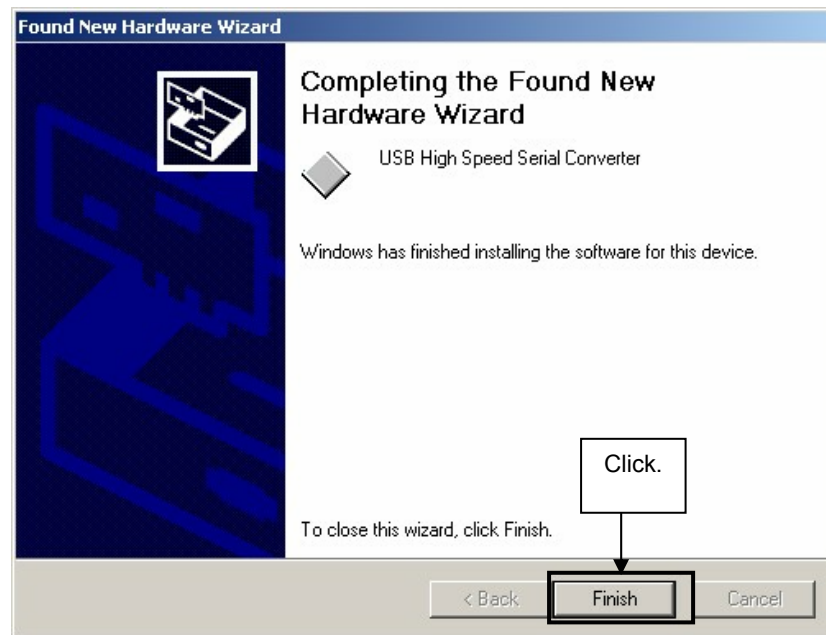 Found New Hardware Wizard
Completing the Found New
Hardware Wizard
USB High Speed Serial Converter
Windows has finished installing the software for this device.
Click.
To close this wizard, click Finish.
< Back
Finish
Cancel